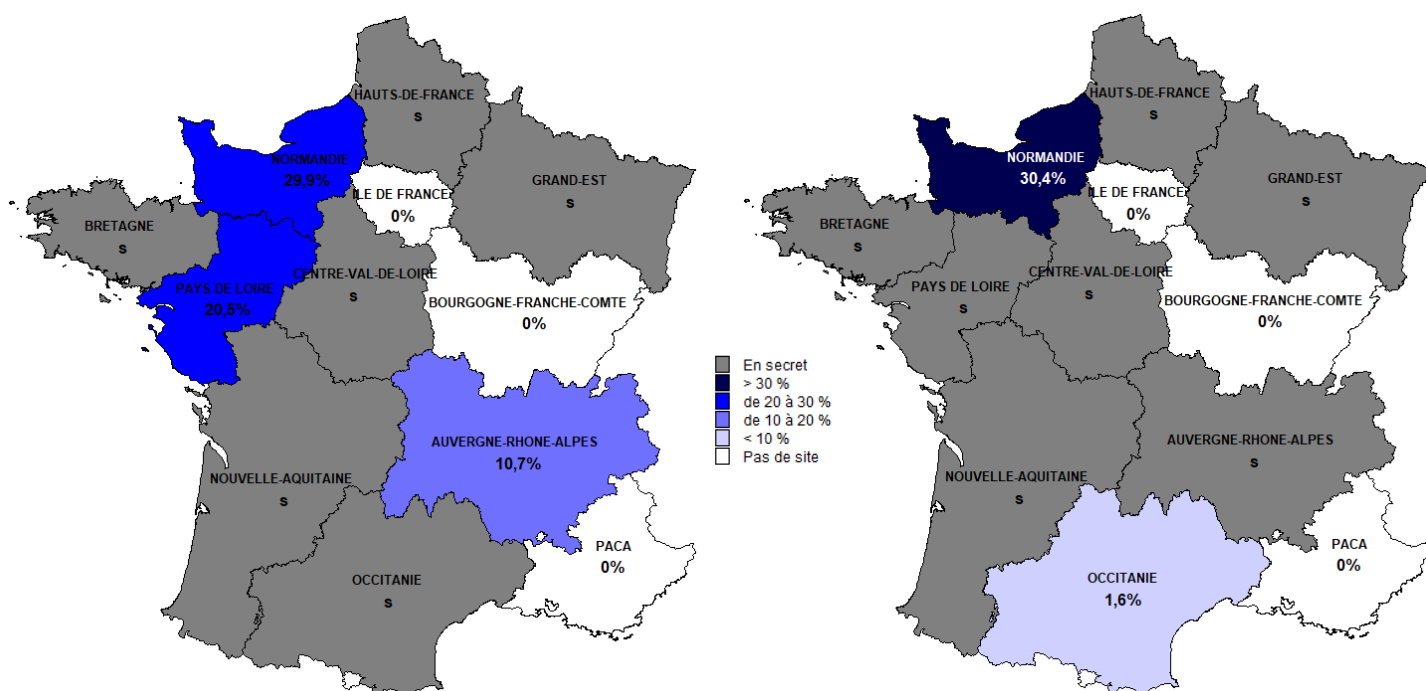 HAUTS-DE-FRANCE
s
NORMANDIE
29,9%
ILE DE FRANCE
0%
GRAND-EST
s
BRETAGNE
s
PAYS DE LOIRE
20,5%
CENTRE-VAL-DE-LOIRE
s
BOURGOGNE-FRANCHE-COMTE
0%
AUVERGNE-RHONE-ALPES
10,7%
NOUVELLE-AQUITAINE
s
PACA
0%
OCCITANIE
s
En secret
> 30 %
de 20 à 30 %
de 10 à 20 %
< 10 %
Pas de site
HAUTS-DE-FRANCE
s
NORMANDIE
30,4%
ILE DE FRANCE
0%
GRAND-EST
s
BRETAGNE
s
PAYS DE LOIRE
s
CENTRE-VAL-DE-LOIRE
s
BOURGOGNE-FRANCHE-COMTE
0%
AUVERGNE-RHONE-ALPES
s
NOUVELLE-AQUITAINE
s
PACA
0%
OCCITANIE
1,6%